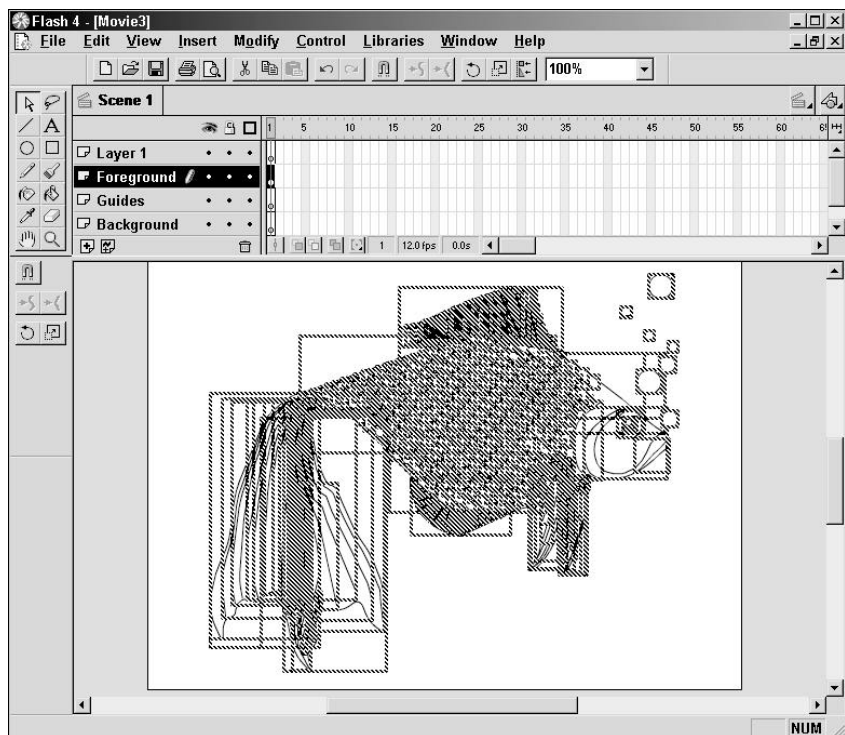 Flash 4 - [Movie3]
File Edit View Insert Modify Control Libraries Window Help
100%
Scene 1
1 5 10 15 20 25 30 35 40 45 50 55 60
Layer 1
Foreground
Guides
Background
1 12.0 fps 0.0s
NUM